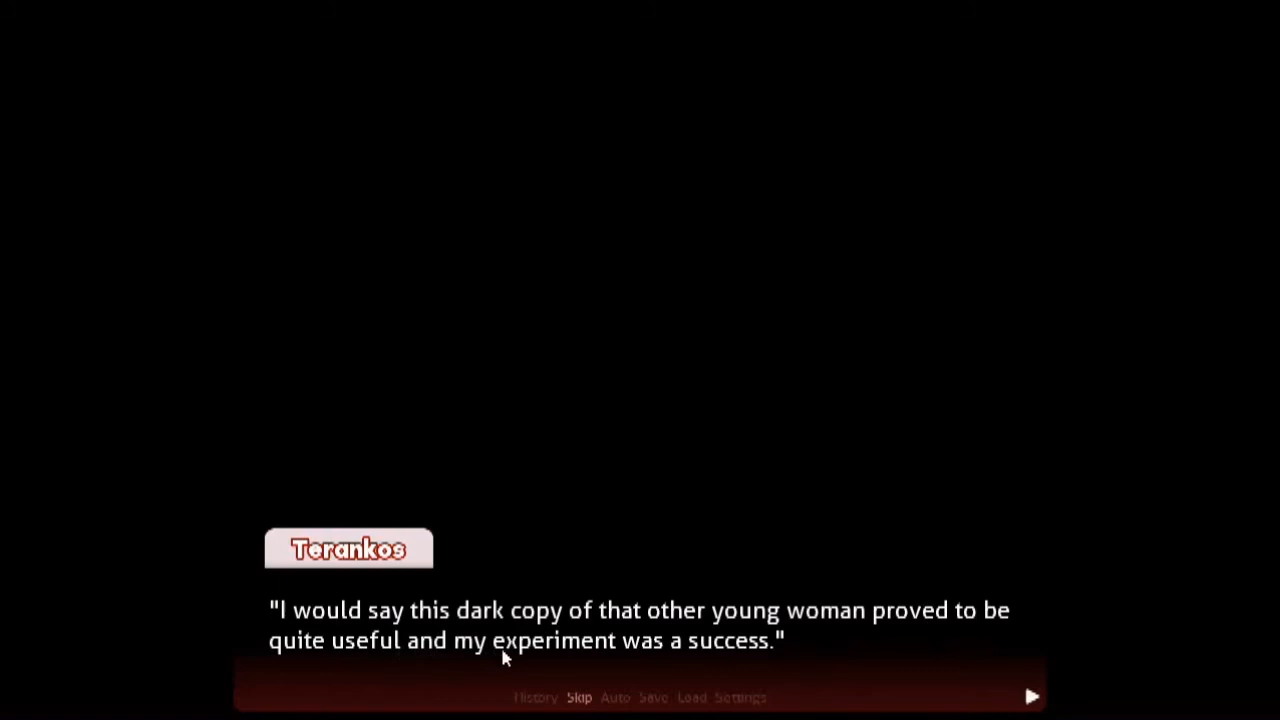 Terankos
"I would say this dark copy of that other young woman proved to be
quite useful and my experiment was a success."
History Skip Auto Save Load Settings